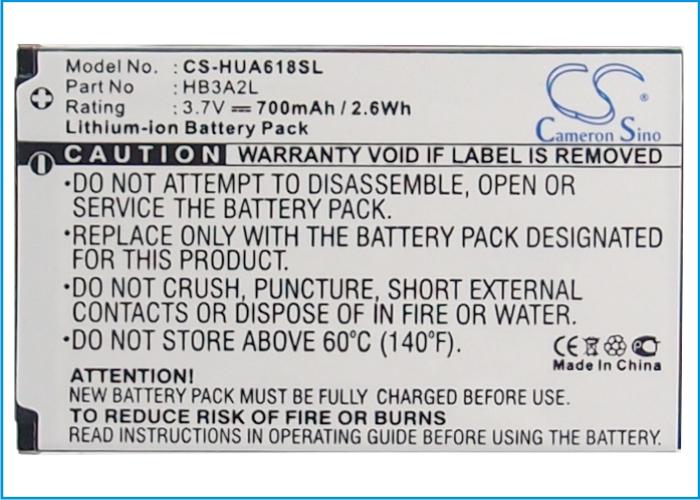 Model No. : CS-HUA618SL
Part No : HB3A2L
Rating : 3.7V ⎓ 700mAh / 2.6Wh
Lithium-ion Battery Pack
CS
Cameron Sino
CAUTION WARRANTY VOID IF LABEL IS REMOVED
•DO NOT ATTEMPT TO DISASSEMBLE, OPEN OR
SERVICE THE BATTERY PACK.
•REPLACE ONLY WITH THE BATTERY PACK DESIGNATED
FOR THIS PRODUCT.
•DO NOT CRUSH, PUNCTURE, SHORT EXTERNAL
CONTACTS OR DISPOSE OF IN FIRE OR WATER.
•DO NOT STORE ABOVE 60°C (140°F).
CE
Made In China
ATTENTION!
NEW BATTERY PACK MUST BE FULLY CHARGED BEFORE USE.
TO REDUCE RISK OF FIRE OR BURNS
READ INSTRUCTIONS IN OPERATING MANUAL BEFORE USE.